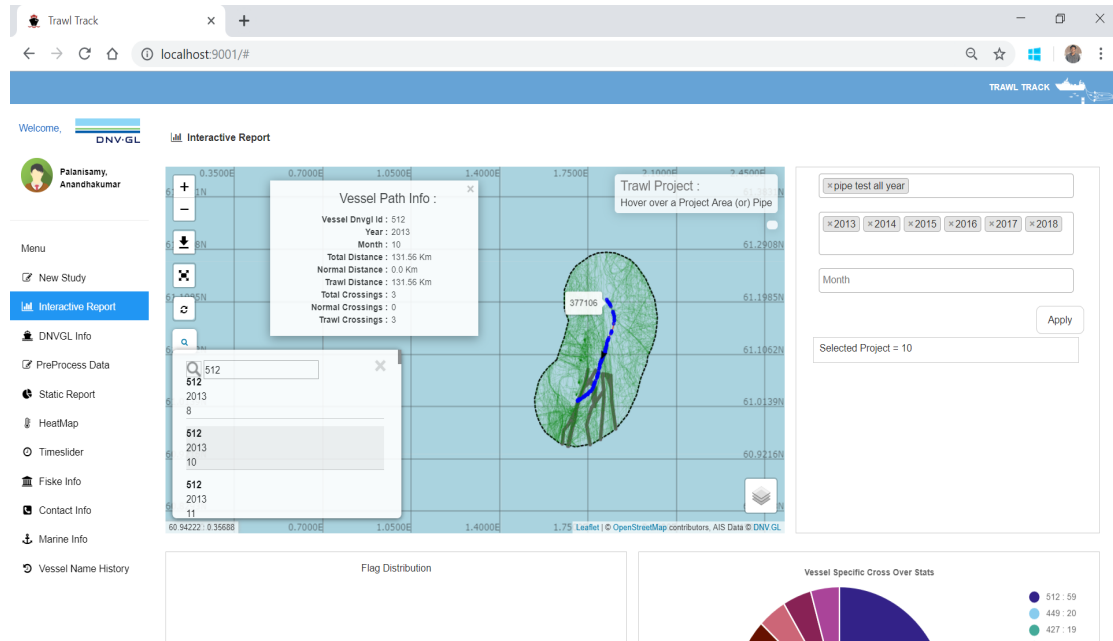 Trawl Track
localhost:9001/#
TRAWL TRACK
Welcome,
DNV·GL
Palanisamy,
Anandhakumar
Menu
New Study
Interactive Report
DNVGL Info
PreProcess Data
Static Report
HeatMap
Timeslider
Fiske Info
Contact Info
Marine Info
Vessel Name History
Interactive Report
0.3500E 0.7000E 1.0500E 1.4000E 1.7500E 2.1000E 2.4500E
Vessel Path Info :
Vessel Dnvgl Id : 512
Year : 2013
Month : 10
Total Distance : 131.56 Km
Normal Distance : 0.0 Km
Trawl Distance : 131.56 Km
Total Crossings : 3
Normal Crossings : 0
Trawl Crossings : 3
Trawl Project :
Hover over a Project Area (or) Pipe
61.2908N
61.1985N
61.1062N
61.0139N
60.9216N
377106
512
512
2013
8
512
2013
10
512
2013
11
60.94222 : 0.35688
0.7000E 1.0500E 1.4000E 1.75
Leaflet | © OpenStreetMap contributors, AIS Data © DNV GL
×pipe test all year
×2013 ×2014 ×2015 ×2016 ×2017 ×2018
Month
Apply
Selected Project = 10
Flag Distribution
Vessel Specific Cross Over Stats
512 : 59
449 : 20
427 : 19